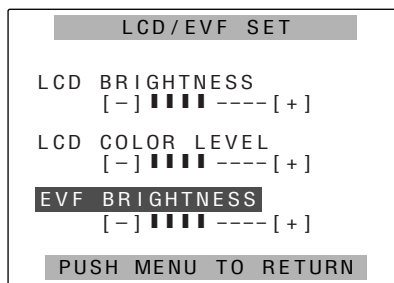 LCD/EVF SET
LCD BRIGHTNESS
[−]▮▮▮▮----[+]
LCD COLOR LEVEL
[−]▮▮▮▮----[+]
EVF BRIGHTNESS
[−]▮▮▮▮----[+]
PUSH MENU TO RETURN